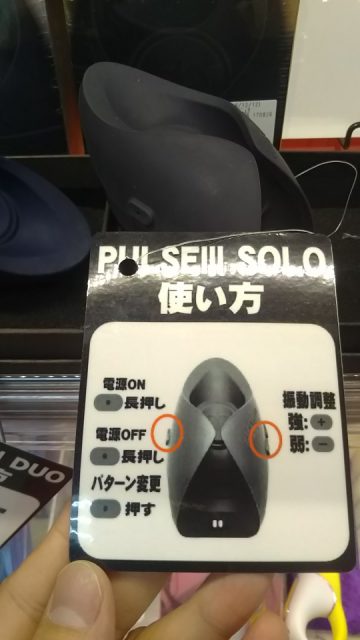 PULSEIII SOLO
使い方
電源ON
長押し
電源OFF
長押し
パターン変更
押す
振動調整
強: +
弱: −
DUO